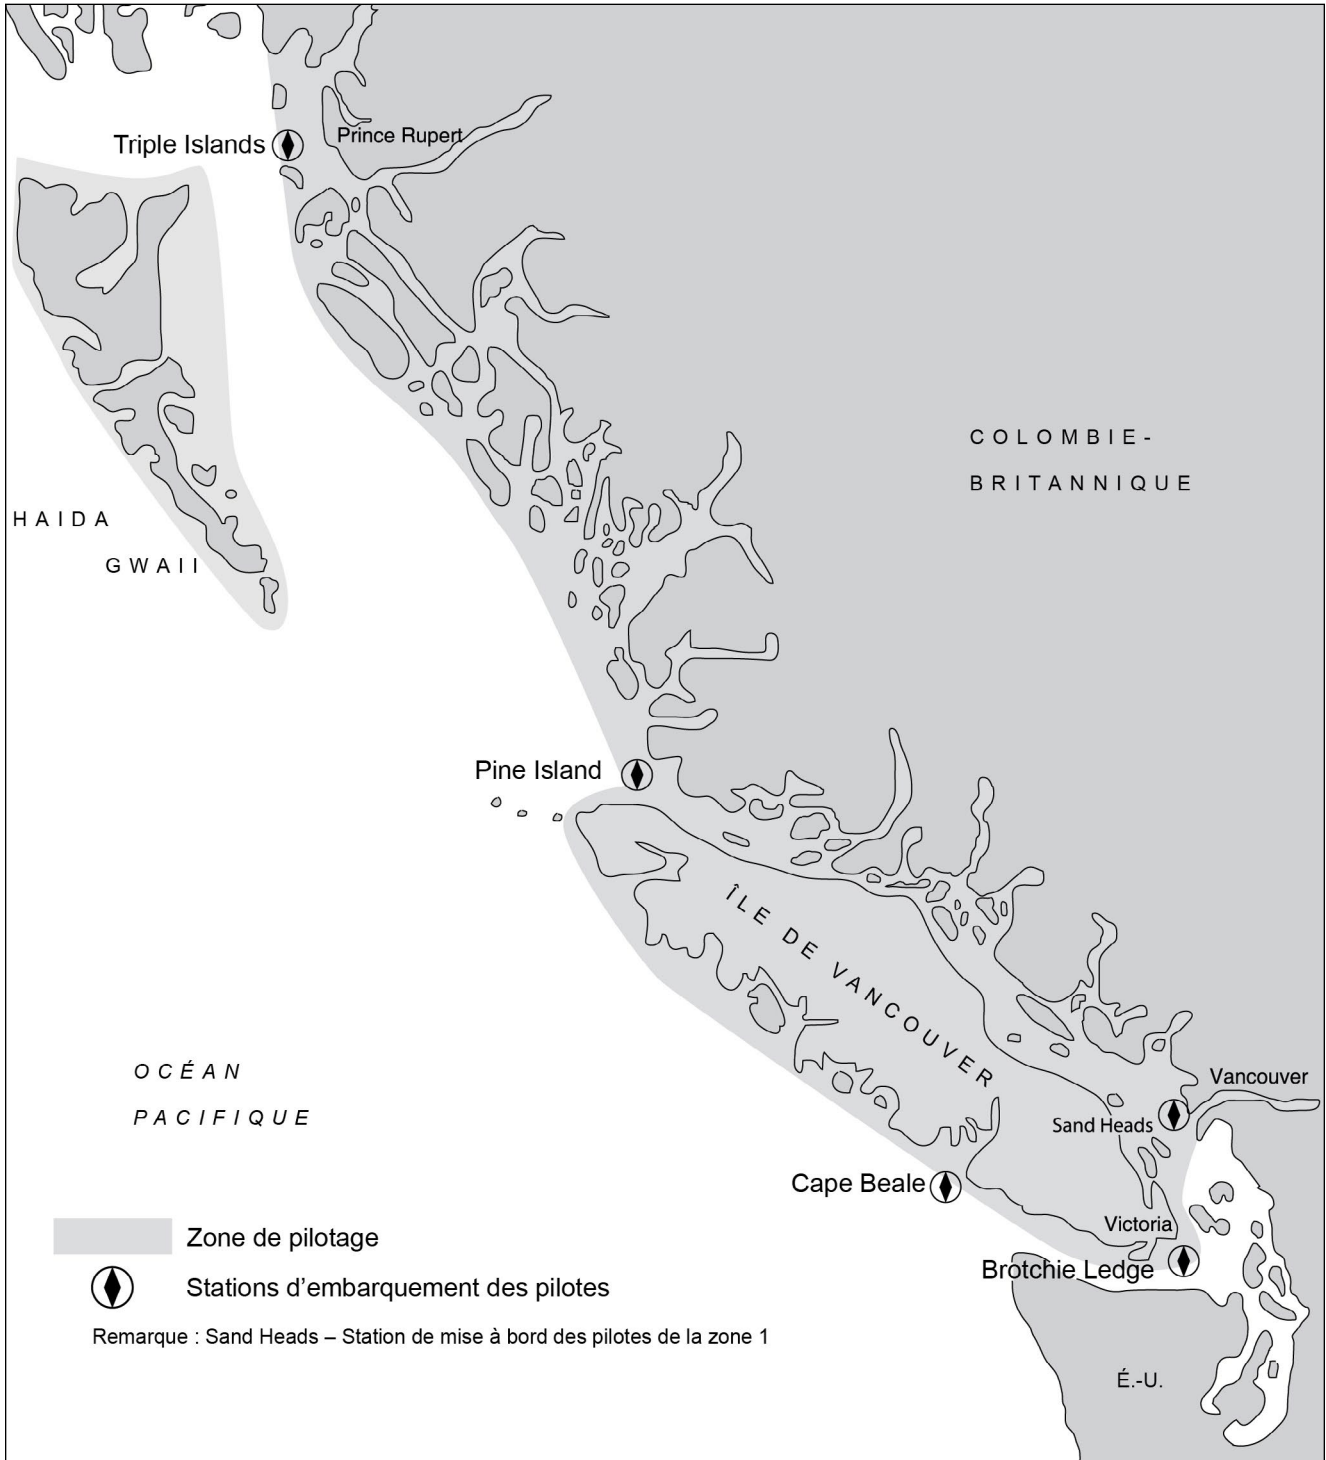 Triple Islands
Prince Rupert
COLOMBIE-
BRITANNIQUE
HAIDA
GWAII
Pine Island
ÎLE DE VANCOUVER
OCÉAN
PACIFIQUE
Vancouver
Sand Heads
Cape Beale
Victoria
Brotchie Ledge
Zone de pilotage
Stations d’embarquement des pilotes
Remarque : Sand Heads – Station de mise à bord des pilotes de la zone 1
É.-U.